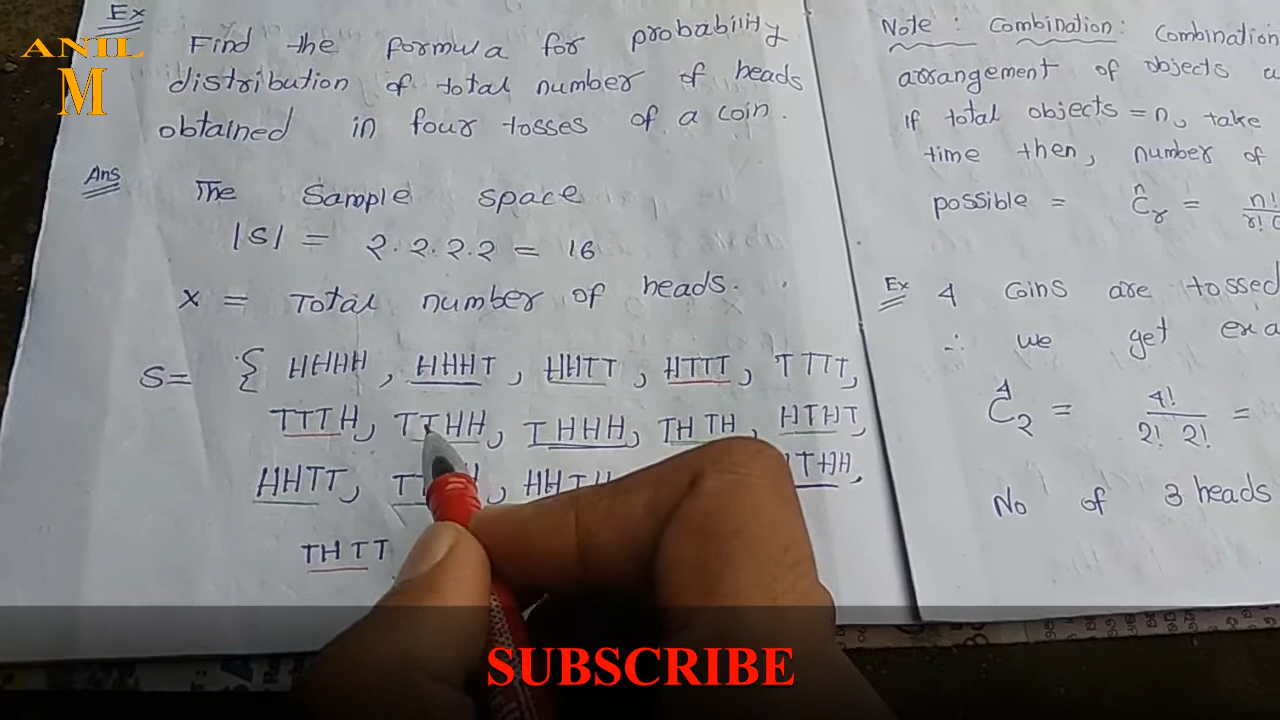 ANIL
M
Ex
Find the formula for probability
distribution of total number of heads
obtained in four tosses of a coin.
Ans
The Sample space
|S| = 2.2.2.2 = 16
X = Total number of heads.
S= { HHHH, HHHT, HHTT, HTTT, TTTT,
TTTH, TTHH, THHH, THTH, HTHT,
HHTT, HTHH,
THTT
Note: Combination: Combination
arrangement of objects
If total objects = n, take
time then, number of
possible = nCr = n!
Ex 4 Coins are tossed
∴ we get
4C2 = 4!/2! 2! =
No of 3 heads
SUBSCRIBE